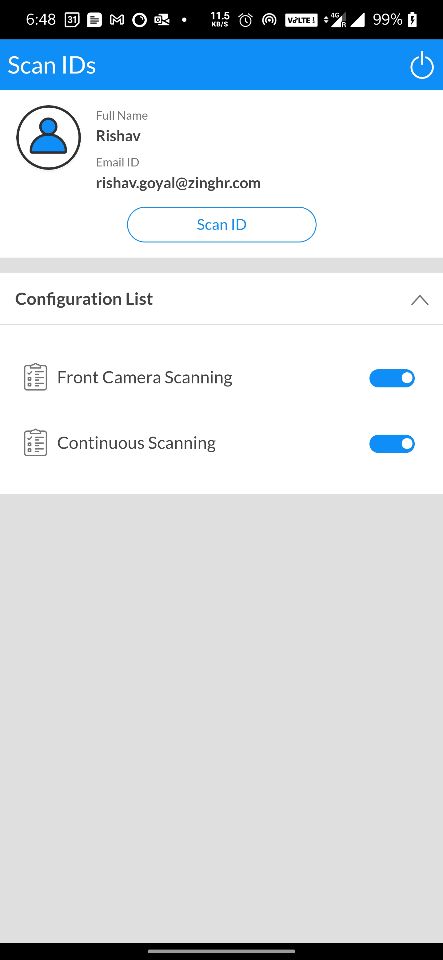 6:48 31 11.5 KB/S VoLTE 4G R 99%
Scan IDs
Full Name
Rishav
Email ID
rishav.goyal@zinghr.com
Scan ID
Configuration List
Front Camera Scanning
Continuous Scanning